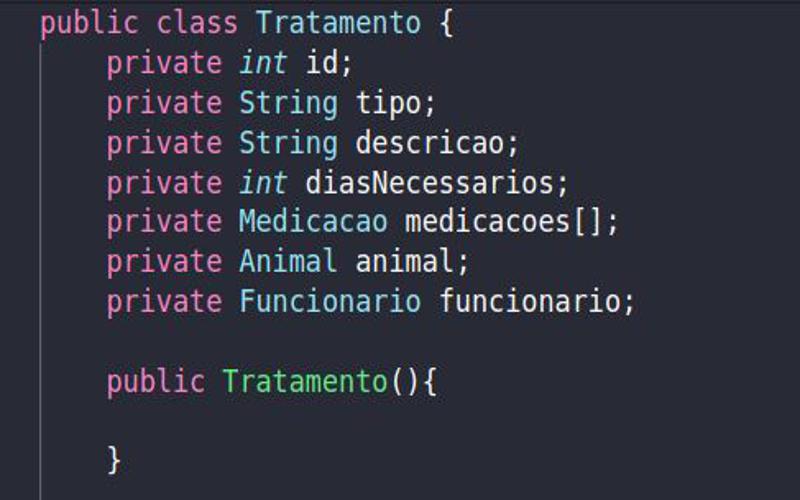 public class Tratamento {
private int id;
private String tipo;
private String descricao;
private int diasNecessarios;
private Medicacao medicacoes[];
private Animal animal;
private Funcionario funcionario;
public Tratamento(){
}